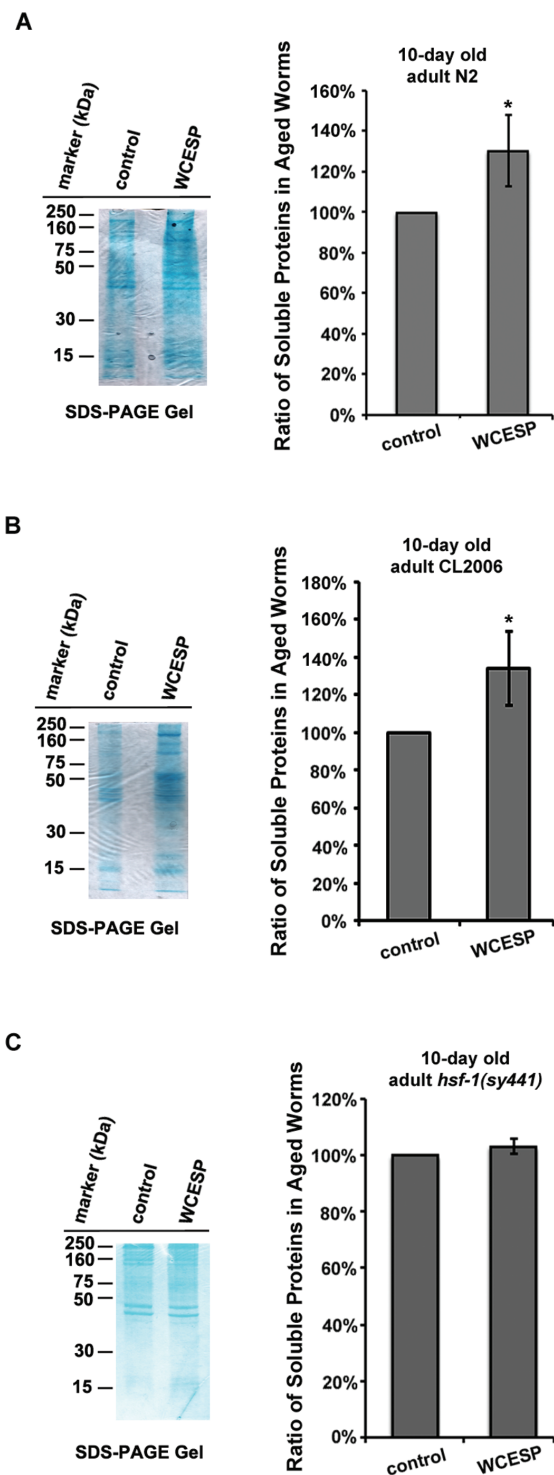 A
marker (kDa)
control
WCESP
250
160
75
50
30
15
SDS-PAGE Gel
10-day old
adult N2
Ratio of Soluble Proteins in Aged Worms
160%
140%
120%
100%
80%
60%
40%
20%
0%
*
control
WCESP
B
marker (kDa)
control
WCESP
250
160
75
50
30
15
SDS-PAGE Gel
10-day old
adult CL2006
Ratio of Soluble Proteins in Aged Worms
180%
160%
140%
120%
100%
80%
60%
40%
20%
0%
*
control
WCESP
C
marker (kDa)
control
WCESP
250
160
75
50
30
15
SDS-PAGE Gel
10-day old
adult hsf-1(sy441)
Ratio of Soluble Proteins in Aged Worms
120%
100%
80%
60%
40%
20%
0%
control
WCESP